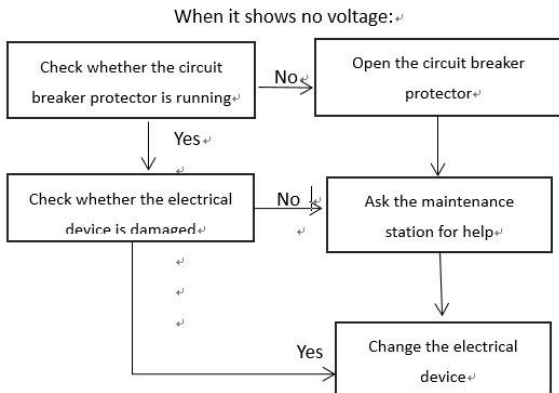 When it shows no voltage:
Check whether the circuit
breaker protector is running
No
Open the circuit breaker
protector
Yes
Check whether the electrical
device is damaged
No
Ask the maintenance
station for help
Yes
Change the electrical
device